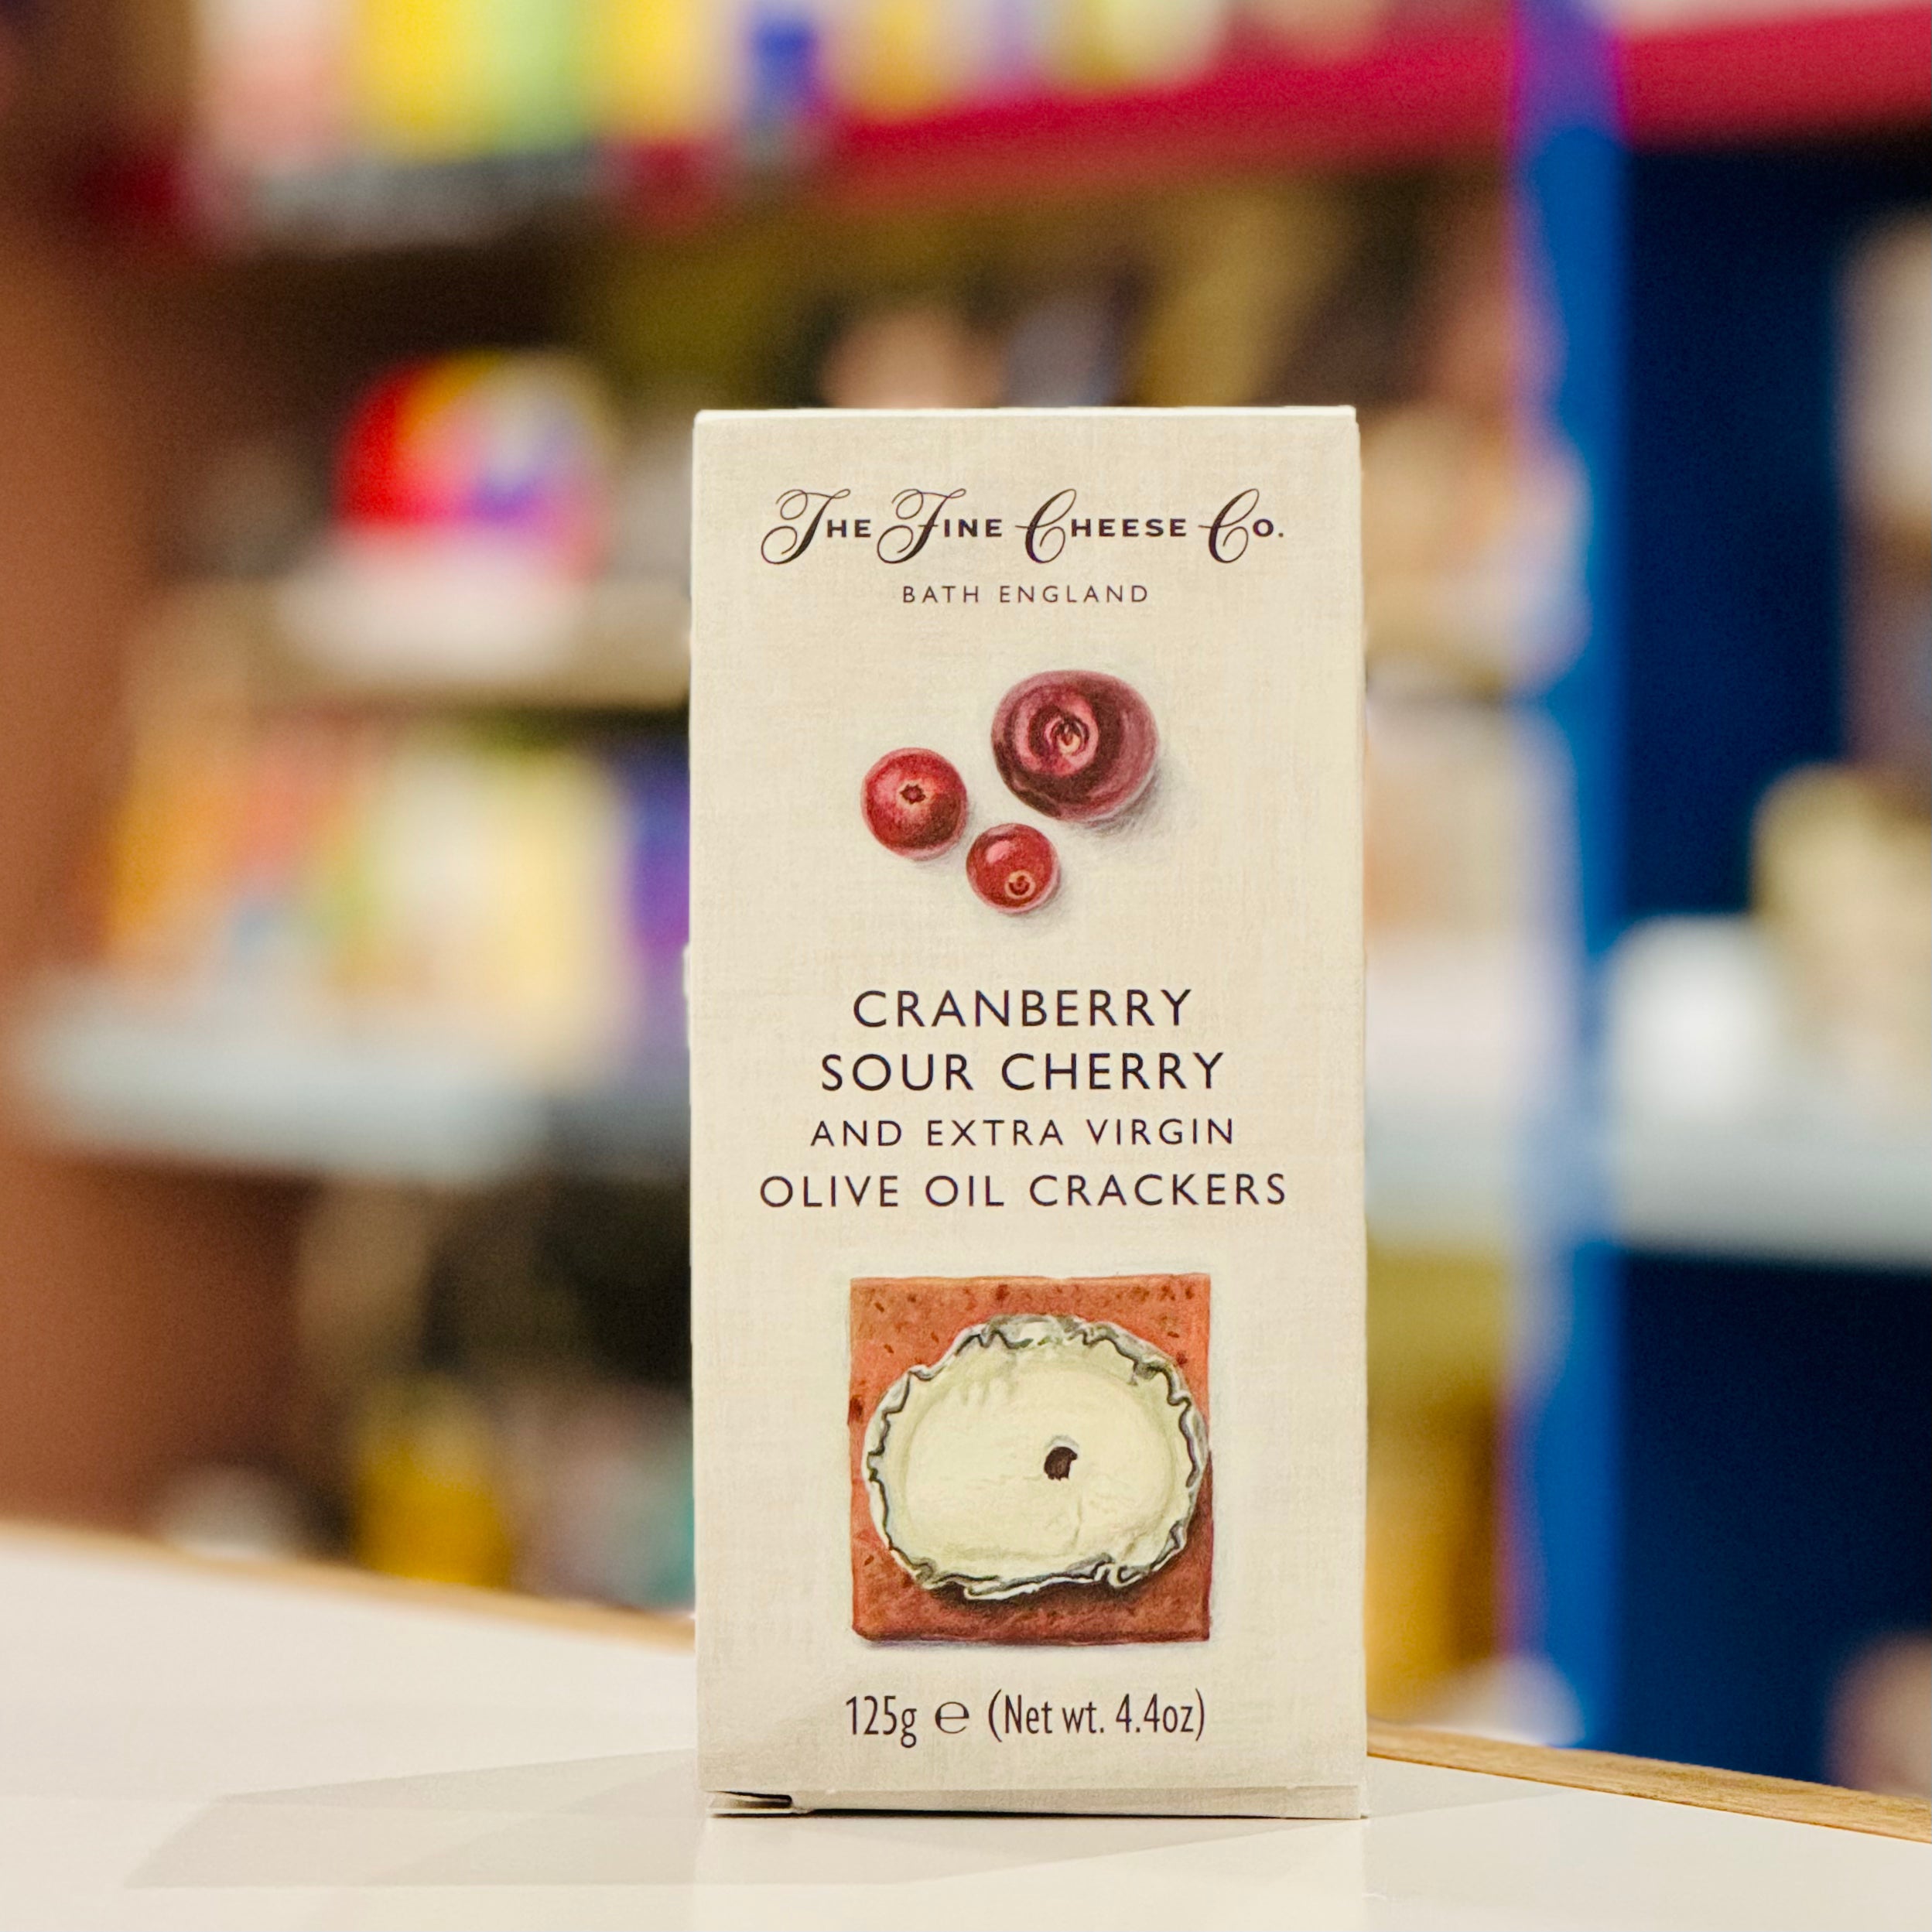 THE FINE CHEESE CO.
BATH ENGLAND
CRANBERRY
SOUR CHERRY
AND EXTRA VIRGIN
OLIVE OIL CRACKERS
125g ℮ (Net wt. 4.4oz)